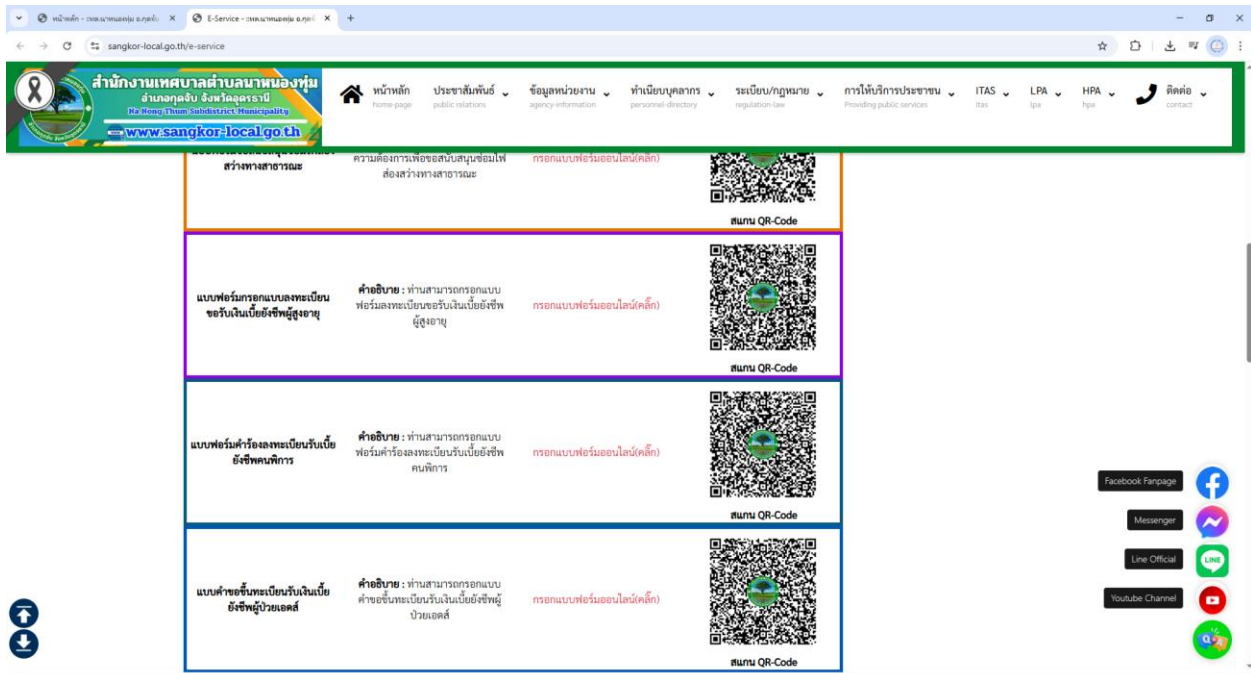 หน้าหลัก - ทต.นาหนองทุ่ม อ.กุดจับ
E-Service - ทต.นาหนองทุ่ม อ.กุดจั
sangkor-local.go.th/e-service
สำนักงานเทศบาลตำบลนาหนองทุ่ม
อำเภอกุดจับ จังหวัดอุดรธานี
Na Nong Thum Subdistrict Municipality
www.sangkor-local.go.th
หน้าหลัก
home-page
ประชาสัมพันธ์
public relations
ข้อมูลหน่วยงาน
agency-information
ทำเนียบบุคลากร
personnel-directory
ระเบียบ/กฎหมาย
regulation-law
การให้บริการประชาชน
Providing public services
ITAS
itas
LPA
lpa
HPA
hpa
ติดต่อ
contact
สว่างทางสาธารณะ
ความต้องการเพื่อขอสนับสนุนซ่อมไฟ
ส่องสว่างทางสาธารณะ
กรอกแบบฟอร์มออนไลน์(คลิ๊ก)
สแกน QR-Code
แบบฟอร์มกรอกแบบลงทะเบียน
ขอรับเงินเบี้ยยังชีพผู้สูงอายุ
คำอธิบาย : ท่านสามารถกรอกแบบ
ฟอร์มลงทะเบียนขอรับเงินเบี้ยยังชีพ
ผู้สูงอายุ
กรอกแบบฟอร์มออนไลน์(คลิ๊ก)
สแกน QR-Code
แบบฟอร์มคำร้องลงทะเบียนรับเบี้ย
ยังชีพคนพิการ
คำอธิบาย : ท่านสามารถกรอกแบบ
ฟอร์มคำร้องลงทะเบียนรับเบี้ยยังชีพ
คนพิการ
กรอกแบบฟอร์มออนไลน์(คลิ๊ก)
สแกน QR-Code
แบบคำขอขึ้นทะเบียนรับเงินเบี้ย
ยังชีพผู้ป่วยเอดส์
คำอธิบาย : ท่านสามารถกรอกแบบ
คำขอขึ้นทะเบียนรับเงินเบี้ยยังชีพผู้
ป่วยเอดส์
กรอกแบบฟอร์มออนไลน์(คลิ๊ก)
สแกน QR-Code
Facebook Fanpage
Messenger
Line Official
LINE
Youtube Channel